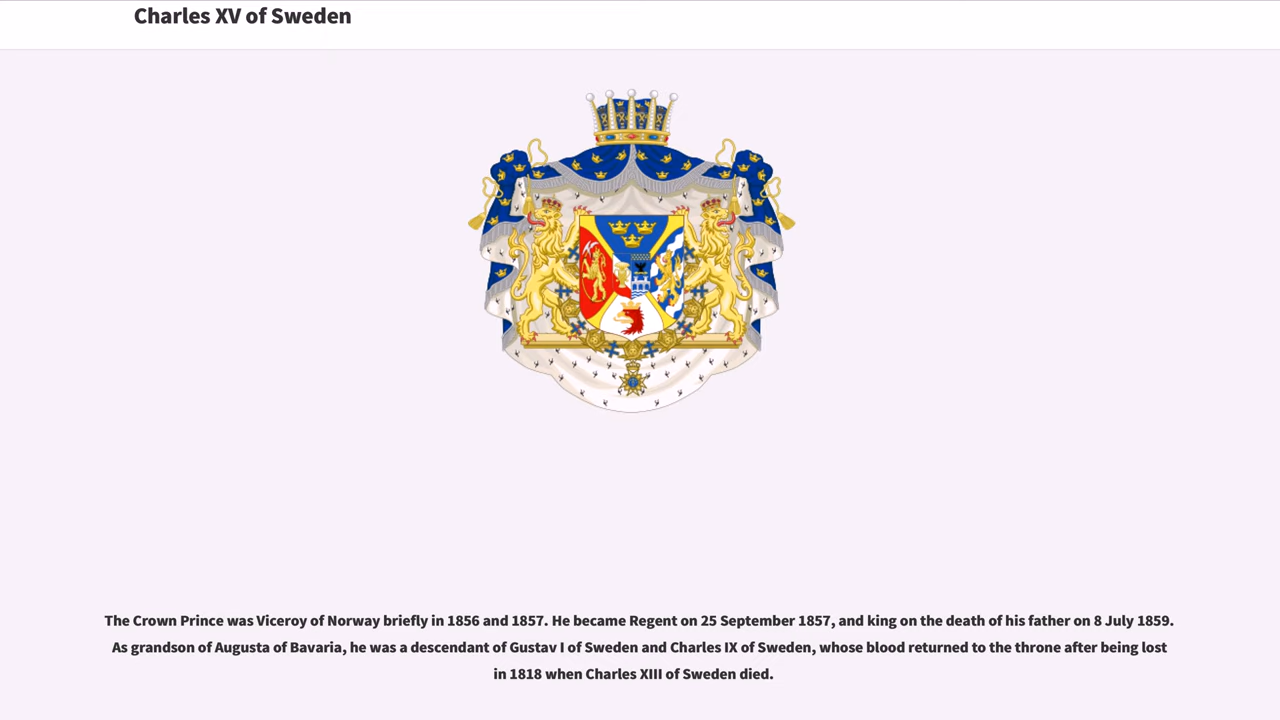 Charles XV of Sweden
The Crown Prince was Viceroy of Norway briefly in 1856 and 1857. He became Regent on 25 September 1857, and king on the death of his father on 8 July 1859.
As grandson of Augusta of Bavaria, he was a descendant of Gustav I of Sweden and Charles IX of Sweden, whose blood returned to the throne after being lost
in 1818 when Charles XIII of Sweden died.